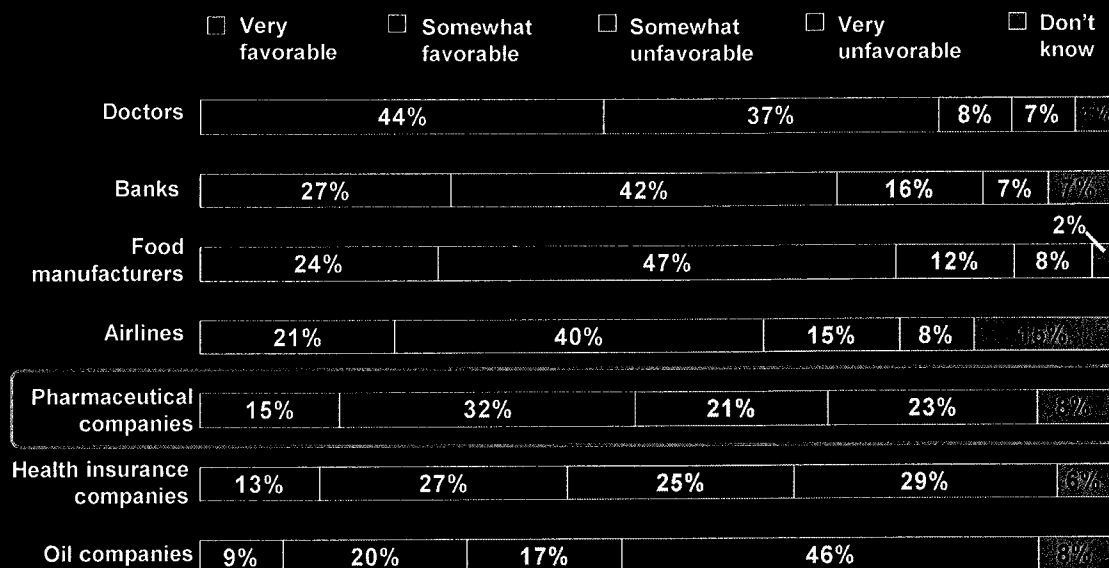 Very favorable
Somewhat favorable
Somewhat unfavorable
Very unfavorable
Don't know
Doctors 44% 37% 8% 7%
Banks 27% 42% 16% 7% 7%
2%
Food manufacturers 24% 47% 12% 8%
Airlines 21% 40% 15% 8%
Pharmaceutical companies 15% 32% 21% 23% 8%
Health insurance companies 13% 27% 25% 29% 6%
Oil companies 9% 20% 17% 46% 8%